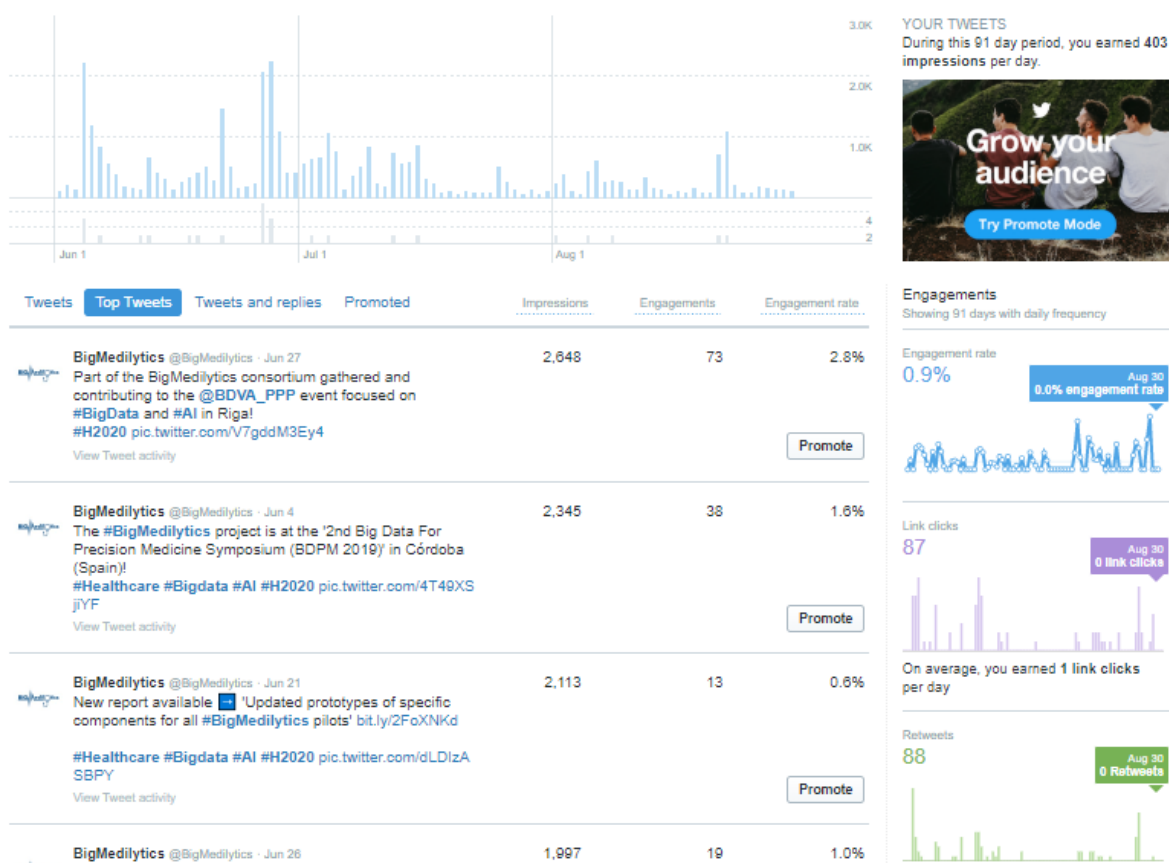 3.0K
2.0K
1.0K
4
2
Jun 1
Jul 1
Aug 1
YOUR TWEETS
During this 91 day period, you earned 403
impressions per day.
Grow your
audience
Try Promote Mode
Tweets
Top Tweets
Tweets and replies
Promoted
Impressions
Engagements
Engagement rate
BigMedilytics @BigMedilytics · Jun 27
Part of the BigMedilytics consortium gathered and
contributing to the @BDVA_PPP event focused on
#BigData and #AI in Riga!
#H2020 pic.twitter.com/V7gddM3Ey4
View Tweet activity
2,648
73
2.8%
Promote
BigMedilytics @BigMedilytics · Jun 4
The #BigMedilytics project is at the '2nd Big Data For
Precision Medicine Symposium (BDPM 2019)' in Córdoba
(Spain)!
#Healthcare #Bigdata #AI #H2020 pic.twitter.com/4T49XS
jiYF
View Tweet activity
2,345
38
1.6%
Promote
BigMedilytics @BigMedilytics · Jun 21
New report available ➡ 'Updated prototypes of specific
components for all #BigMedilytics pilots' bit.ly/2FoXNKd
#Healthcare #Bigdata #AI #H2020 pic.twitter.com/dLDIzA
SBPY
View Tweet activity
2,113
13
0.6%
Promote
BigMedilytics @BigMedilytics · Jun 26
1,997
19
1.0%
Engagements
Showing 91 days with daily frequency
Engagement rate
0.9%
Aug 30
0.0% engagement rate
Link clicks
87
Aug 30
0 link clicks
On average, you earned 1 link clicks
per day
Retweets
88
Aug 30
0 Retweets